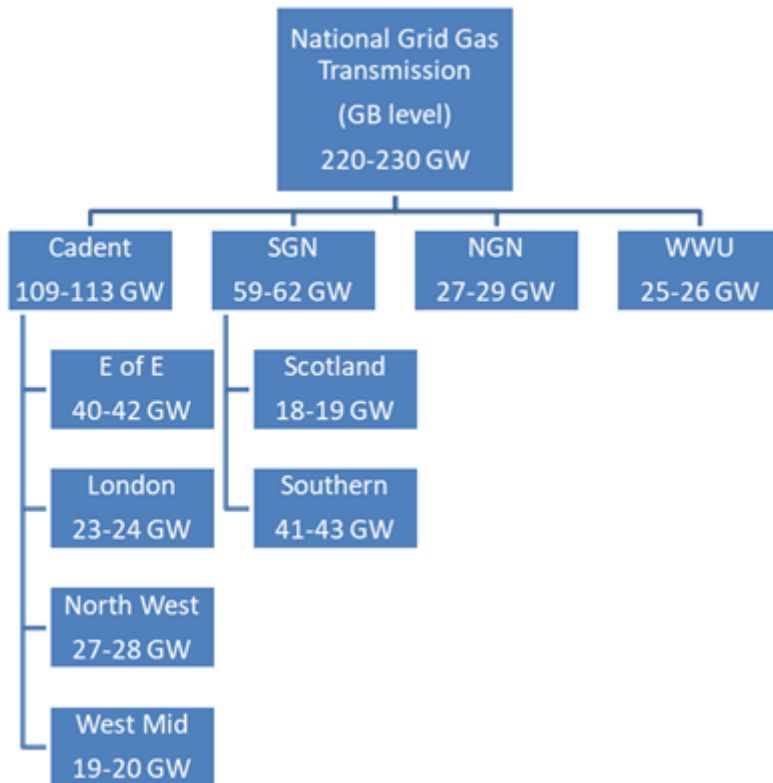 National Grid Gas
Transmission
(GB level)
220-230 GW
Cadent
109-113 GW
SGN
59-62 GW
NGN
27-29 GW
WWU
25-26 GW
E of E
40-42 GW
Scotland
18-19 GW
London
23-24 GW
Southern
41-43 GW
North West
27-28 GW
West Mid
19-20 GW